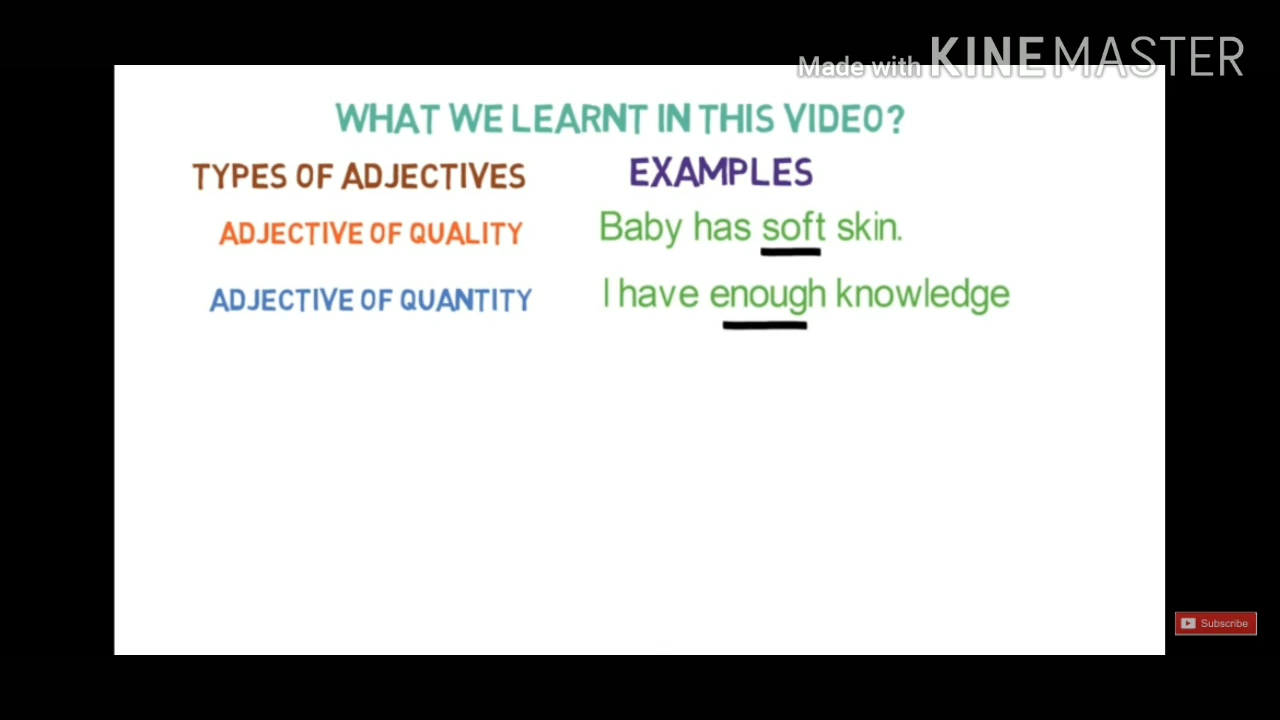 Made with KINEMASTER
WHAT WE LEARNT IN THIS VIDEO?
TYPES OF ADJECTIVES EXAMPLES
ADJECTIVE OF QUALITY Baby has soft skin.
ADJECTIVE OF QUANTITY I have enough knowledge
Subscribe